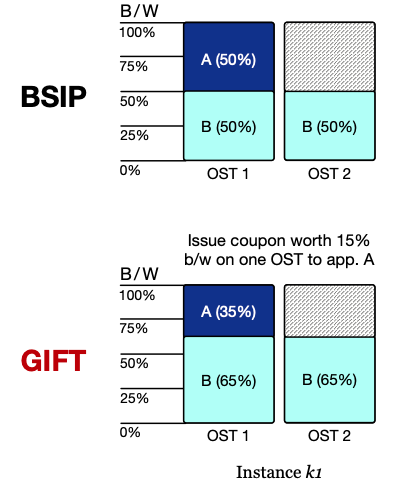 B/W
100%
75%
50%
25%
0%
BSIP
A (50%)
B (50%)
B (50%)
OST 1
OST 2
Issue coupon worth 15%
b/w on one OST to app. A
B/W
100%
75%
50%
25%
0%
GIFT
A (35%)
B (65%)
B (65%)
OST 1
OST 2
Instance k1